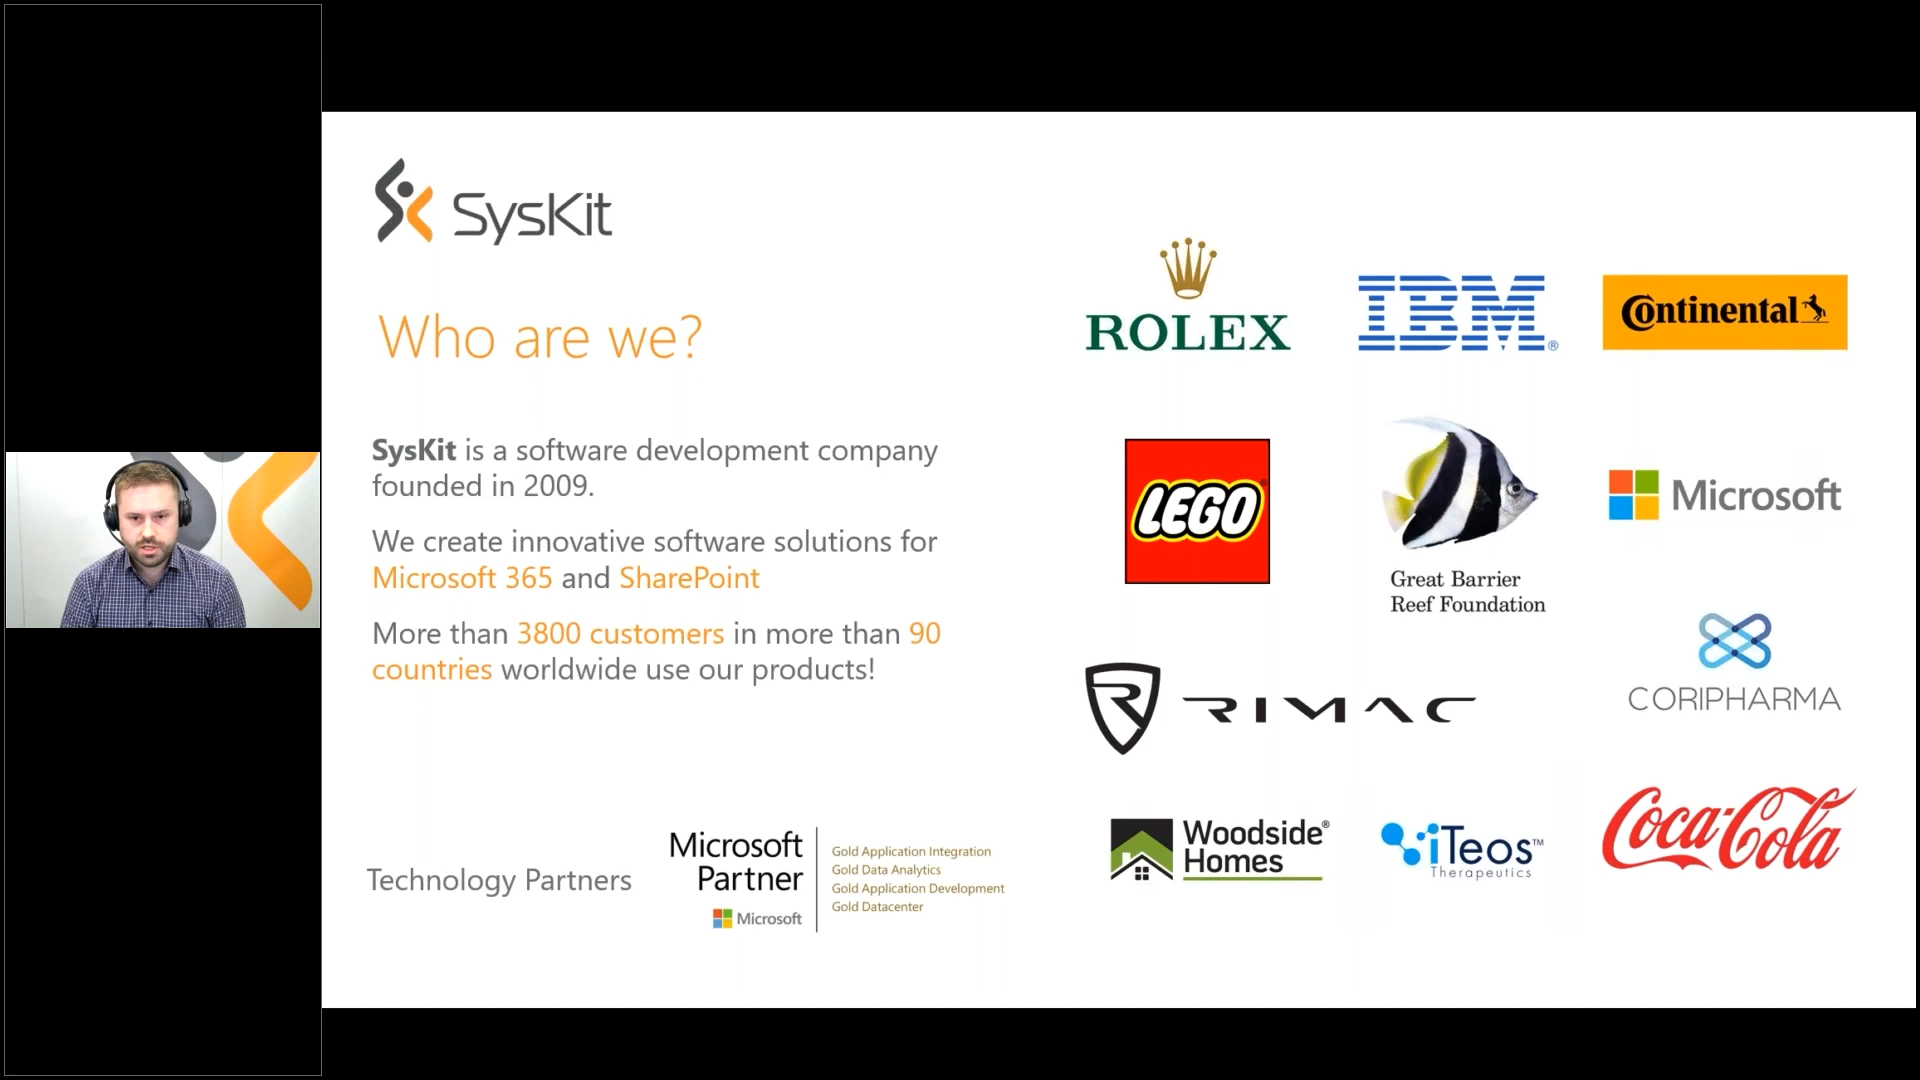 SysKit
Who are we?
SysKit is a software development company
founded in 2009.
We create innovative software solutions for
Microsoft 365 and SharePoint
More than 3800 customers in more than 90
countries worldwide use our products!
Technology Partners
Microsoft
Partner
Microsoft
Gold Application Integration
Gold Data Analytics
Gold Application Development
Gold Datacenter
ROLEX
IBM®
Continental
LEGO®
Great Barrier
Reef Foundation
Microsoft
RIMAC
CORIPHARMA
Woodside®
Homes
iTeos™
Therapeutics
Coca-Cola